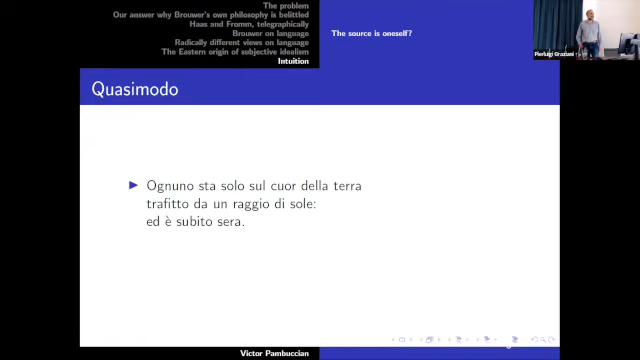 The problem
Our answer why Brouwer's own philosophy is belittled
Haas and Fromm, telegraphically
Brouwer on language
Radically different views on language
The Eastern origin of subjective idealism
Intuition
The source is oneself?
Pierluigi Graziani
Quasimodo
Ognuno sta solo sul cuor della terra
trafitto da un raggio di sole:
ed è subito sera.
Victor Pambuccian